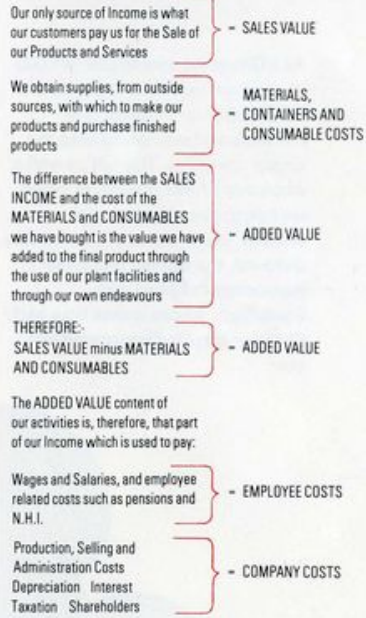 Our only source of Income is what
our customers pay us for the Sale of
our Products and Services
- SALES VALUE
We obtain supplies, from outside
sources, with which to make our
products and purchase finished
products
MATERIALS,
- CONTAINERS AND
CONSUMABLE COSTS
The difference between the SALES
INCOME and the cost of the
MATERIALS and CONSUMABLES
we have bought is the value we have
added to the final product through
the use of our plant facilities and
through our own endeavours
- ADDED VALUE
THEREFORE:-
SALES VALUE minus MATERIALS
AND CONSUMABLES
- ADDED VALUE
The ADDED VALUE content of
our activities is, therefore, that part
of our Income which is used to pay:
Wages and Salaries, and employee
related costs such as pensions and
N.H.I.
- EMPLOYEE COSTS
Production, Selling and
Administration Costs
Depreciation Interest
Taxation Shareholders
- COMPANY COSTS